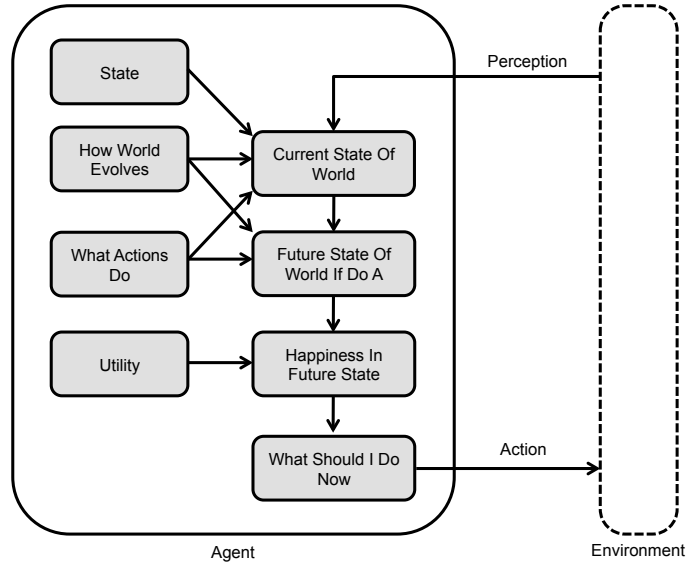 State
Perception
How World
Evolves
Current State Of
World
What Actions
Do
Future State Of
World If Do A
Utility
Happiness In
Future State
What Should I Do
Now
Action
Agent
Environment